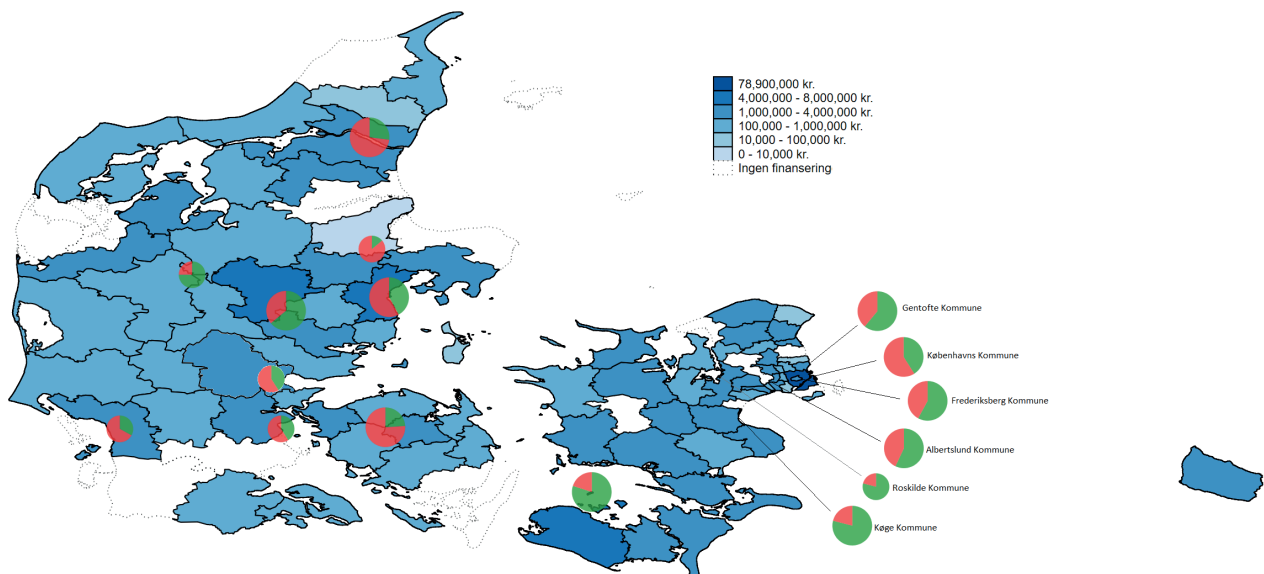 78,900,000 kr.
4,000,000 - 8,000,000 kr.
1,000,000 - 4,000,000 kr.
100,000 - 1,000,000 kr.
10,000 - 100,000 kr.
0 - 10,000 kr.
Ingen finansering
Gentofte Kommune
Københavns Kommune
Frederiksberg Kommune
Albertslund Kommune
Roskilde Kommune
Køge Kommune